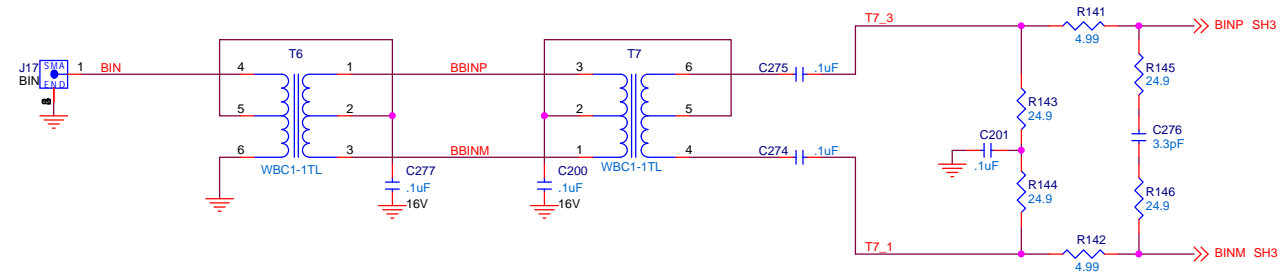 J17
SMA
END
BIN
1
BIN
T6
4
5
6
1
2
3
WBC1-1TL
BBINP
BBINM
C277
.1uF
16V
T7
3
2
1
6
5
4
WBC1-1TL
C200
.1uF
16V
C275
.1uF
C274
.1uF
T7_3
T7_1
R143
24.9
C201
.1uF
R144
24.9
R141
4.99
R142
4.99
R145
24.9
C276
3.3pF
R146
24.9
BINP SH3
BINM SH3